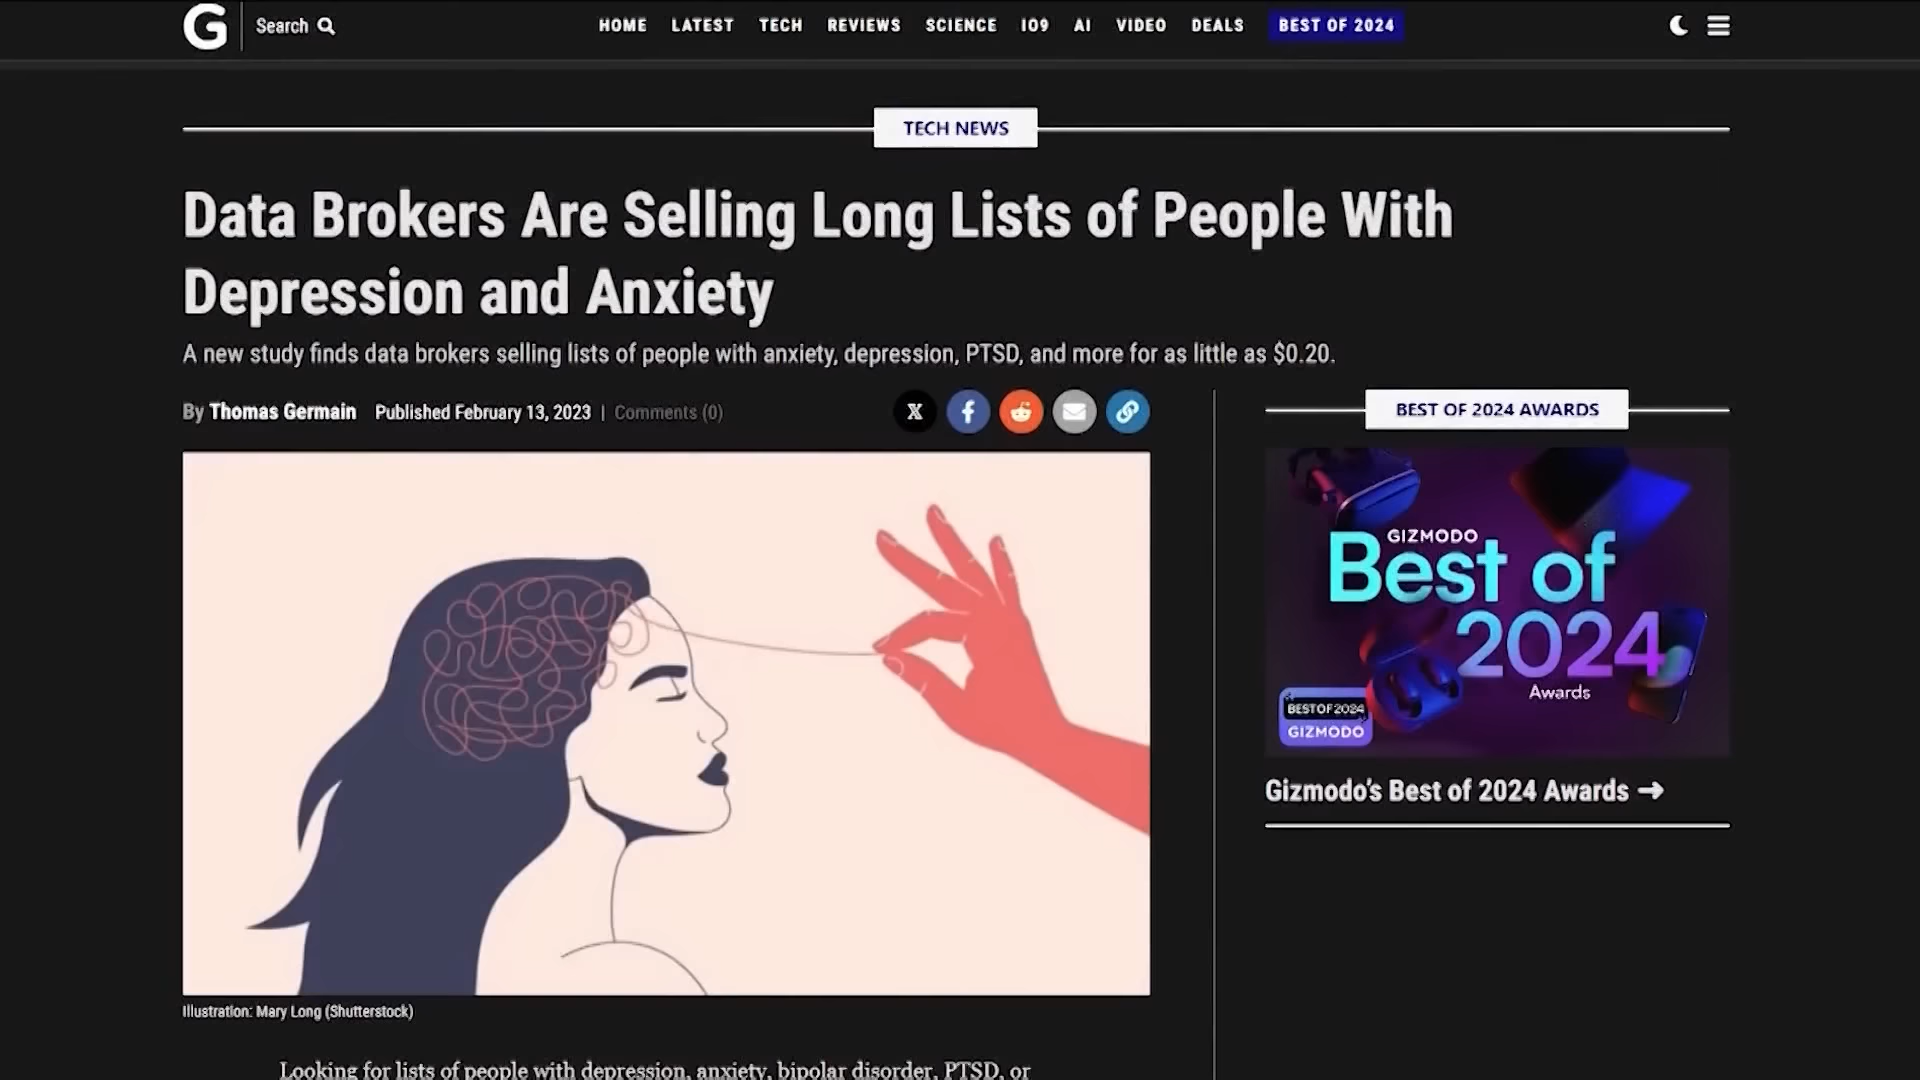 G
Search
HOME LATEST TECH REVIEWS SCIENCE IO9 AI VIDEO DEALS BEST OF 2024
TECH NEWS
Data Brokers Are Selling Long Lists of People With
Depression and Anxiety
A new study finds data brokers selling lists of people with anxiety, depression, PTSD, and more for as little as $0.20.
By Thomas Germain Published February 13, 2023 | Comments (0)
BEST OF 2024 AWARDS
GIZMODO
Best of
2024
Awards
BEST OF 2024
GIZMODO
Gizmodo's Best of 2024 Awards →
Illustration: Mary Long (Shutterstock)
Looking for lists of people with depression, anxiety, bipolar disorder, PTSD, or